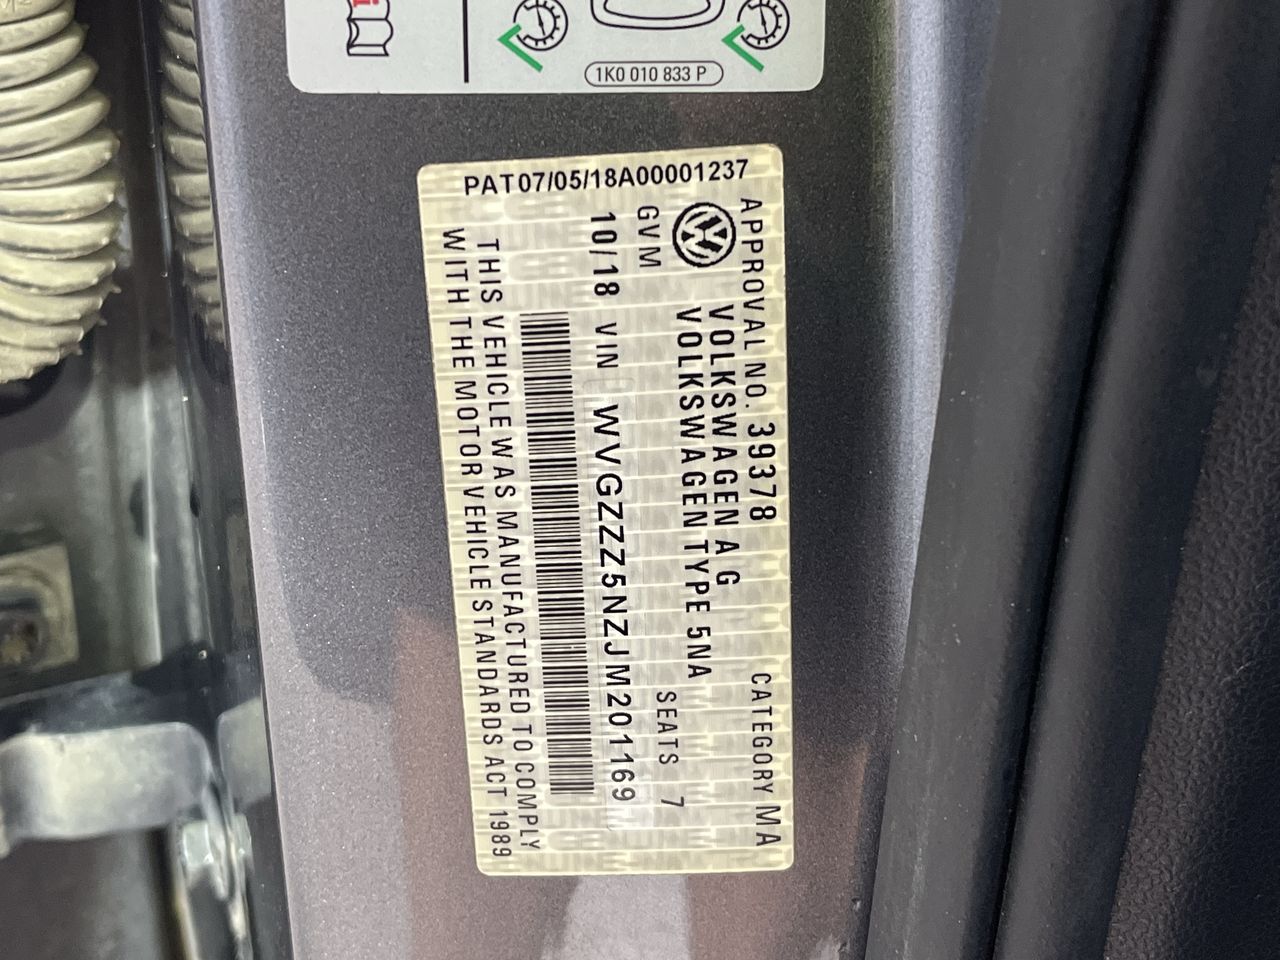 1K0 010 833 P
PAT07/05/18A00001237
APPROVAL NO. 39378 CATEGORY MA
VOLKSWAGEN AG
VOLKSWAGEN TYPE 5NA
GVM SEATS 7
10/18 VIN WVGZZZ5NZJM201169
THIS VEHICLE WAS MANUFACTURED TO COMPLY
WITH THE MOTOR VEHICLE STANDARDS ACT 1989